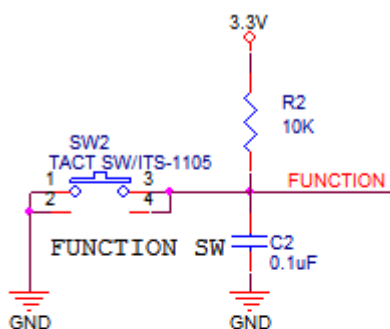 3.3V
R2
10K
SW2
TACT SW/ITS-1105
1 3
2 4
FUNCTION
FUNCTION SW
C2
0.1uF
GND
GND